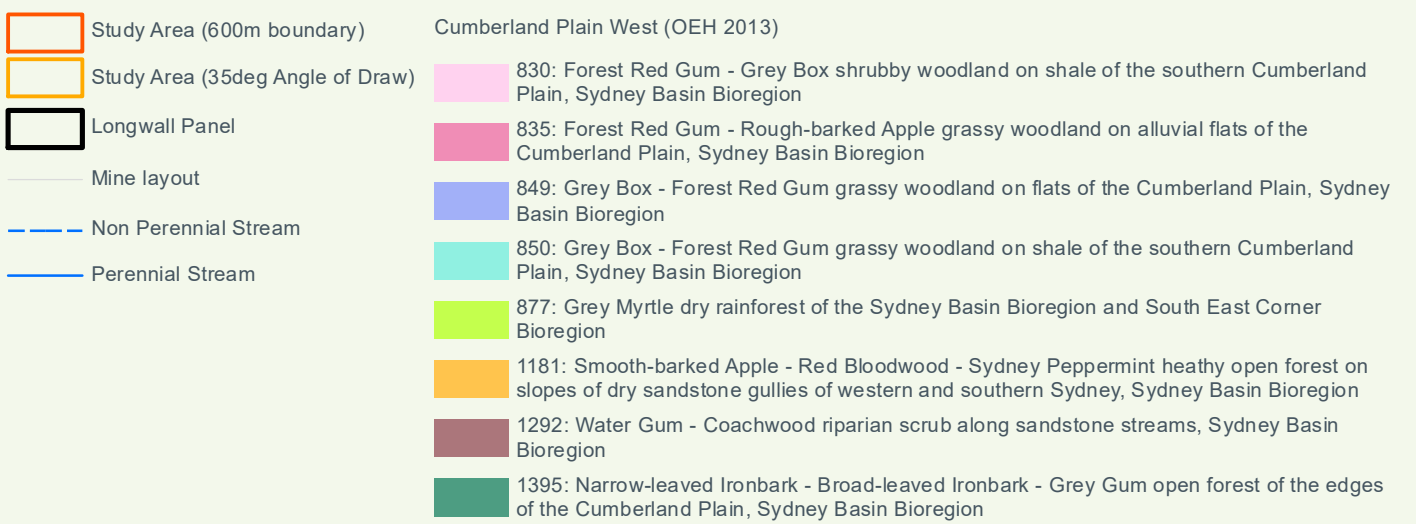 Study Area (600m boundary)
Study Area (35deg Angle of Draw)
Longwall Panel
Mine layout
Non Perennial Stream
Perennial Stream
Cumberland Plain West (OEH 2013)
830: Forest Red Gum - Grey Box shrubby woodland on shale of the southern Cumberland
Plain, Sydney Basin Bioregion
835: Forest Red Gum - Rough-barked Apple grassy woodland on alluvial flats of the
Cumberland Plain, Sydney Basin Bioregion
849: Grey Box - Forest Red Gum grassy woodland on flats of the Cumberland Plain, Sydney
Basin Bioregion
850: Grey Box - Forest Red Gum grassy woodland on shale of the southern Cumberland
Plain, Sydney Basin Bioregion
877: Grey Myrtle dry rainforest of the Sydney Basin Bioregion and South East Corner
Bioregion
1181: Smooth-barked Apple - Red Bloodwood - Sydney Peppermint heathy open forest on
slopes of dry sandstone gullies of western and southern Sydney, Sydney Basin Bioregion
1292: Water Gum - Coachwood riparian scrub along sandstone streams, Sydney Basin
Bioregion
1395: Narrow-leaved Ironbark - Broad-leaved Ironbark - Grey Gum open forest of the edges
of the Cumberland Plain, Sydney Basin Bioregion